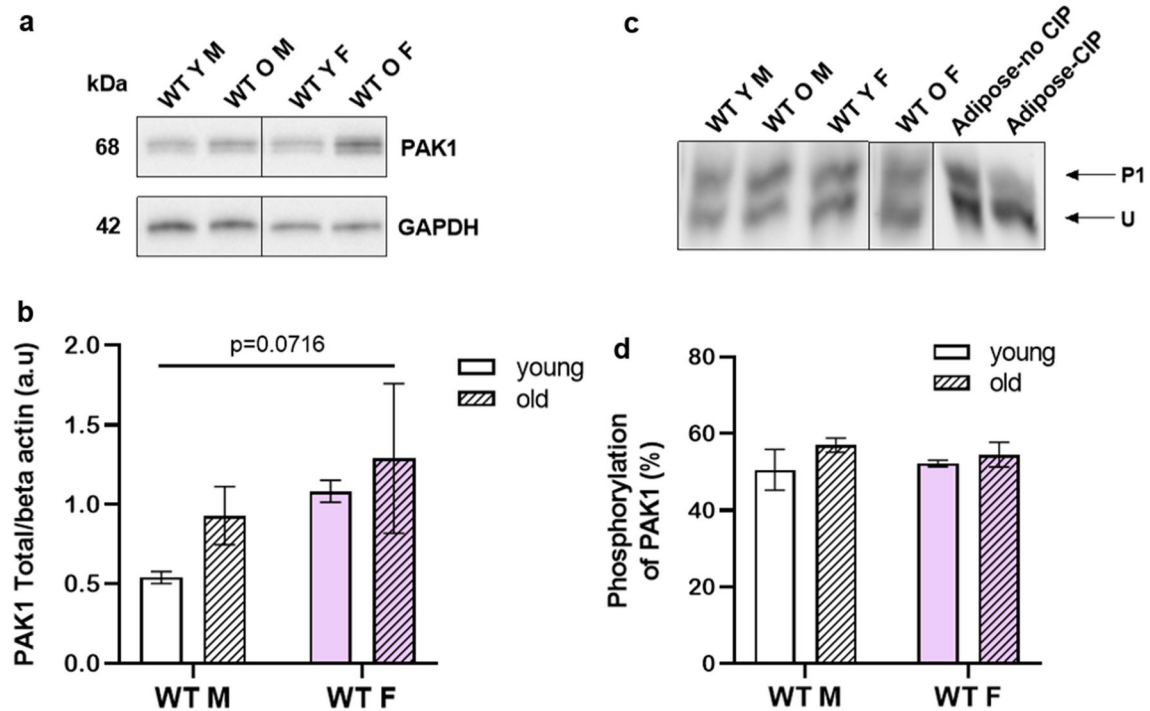 a
kDa
WT Y M
WT O M
WT Y F
WT O F
68
PAK1
42
GAPDH
b
PAK1 Total/beta actin (a.u)
2.0
1.5
1.0
0.5
0.0
p=0.0716
young
old
WT M
WT F
c
WT Y M
WT O M
WT Y F
WT O F
Adipose-no CIP
Adipose-CIP
P1
U
d
Phosphorylation
of PAK1 (%)
80
60
40
20
0
young
old
WT M
WT F